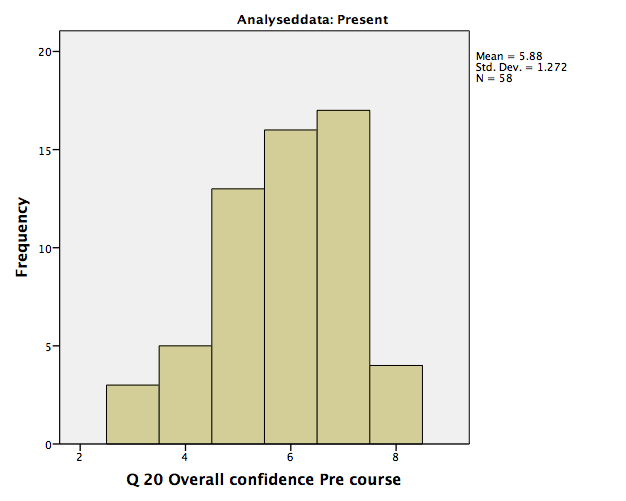 Analyseddata: Present
Mean = 5.88
Std. Dev. = 1.272
N = 58
Frequency
20
15
10
5
0
2 4 6 8
Q 20 Overall confidence Pre course